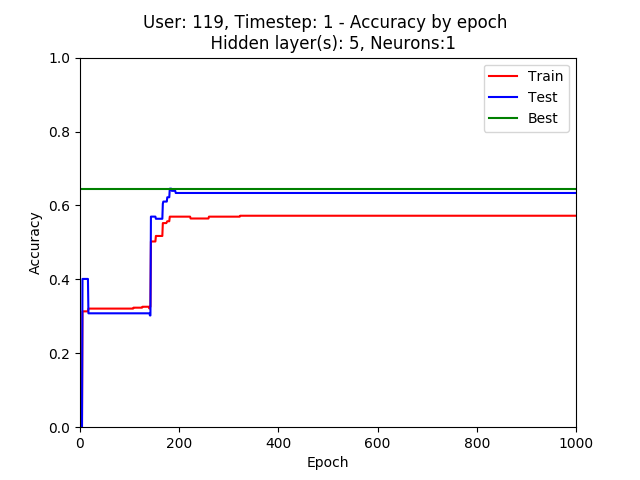 User: 119, Timestep: 1 - Accuracy by epoch
Hidden layer(s): 5, Neurons:1
1.0
0.8
0.6
0.4
0.2
0.0
Accuracy
Train
Test
Best
0 200 400 600 800 1000
Epoch